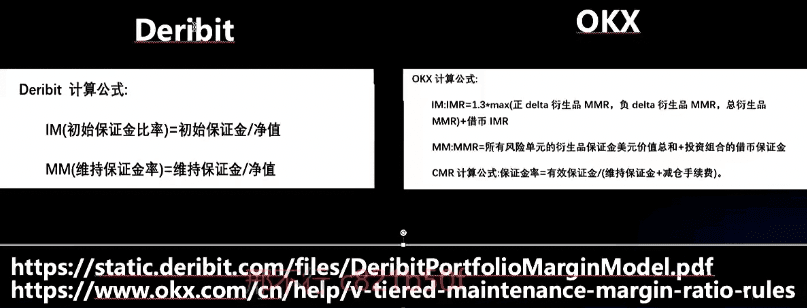 Deribit
Deribit 计算公式:
IM(初始保证金比率)=初始保证金/净值
MM(维持保证金率)=维持保证金/净值
OKX
OKX 计算公式:
IM:IMR=1.3*max(正 delta 衍生品 MMR, 负 delta 衍生品 MMR, 总衍生品
MMR)+借币 IMR
MM:MMR=所有风险单元的衍生品保证金美元价值总和+投资组合的借币保证金
CMR 计算公式:保证金率=有效保证金/(维持保证金+减仓手续费)。
https://static.deribit.com/files/DeribitPortfolioMarginModel.pdf
https://www.okx.com/cn/help/v-tiered-maintenance-margin-ratio-rules